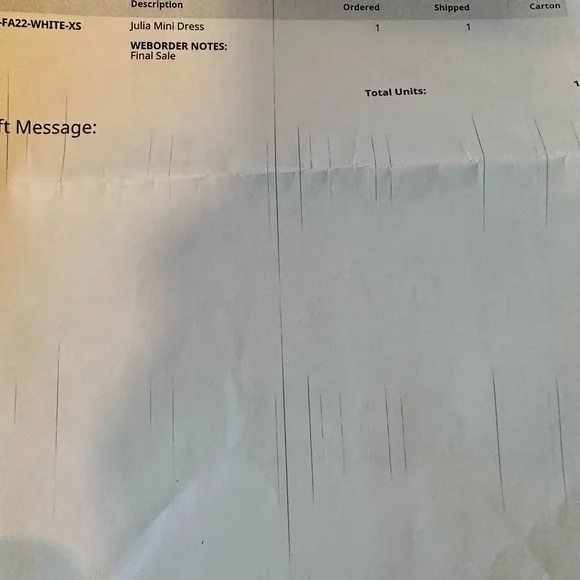 Description Ordered Shipped Carton
-FA22-WHITE-XS Julia Mini Dress 1 1
WEBORDER NOTES:
Final Sale
Total Units: 1
ft Message: